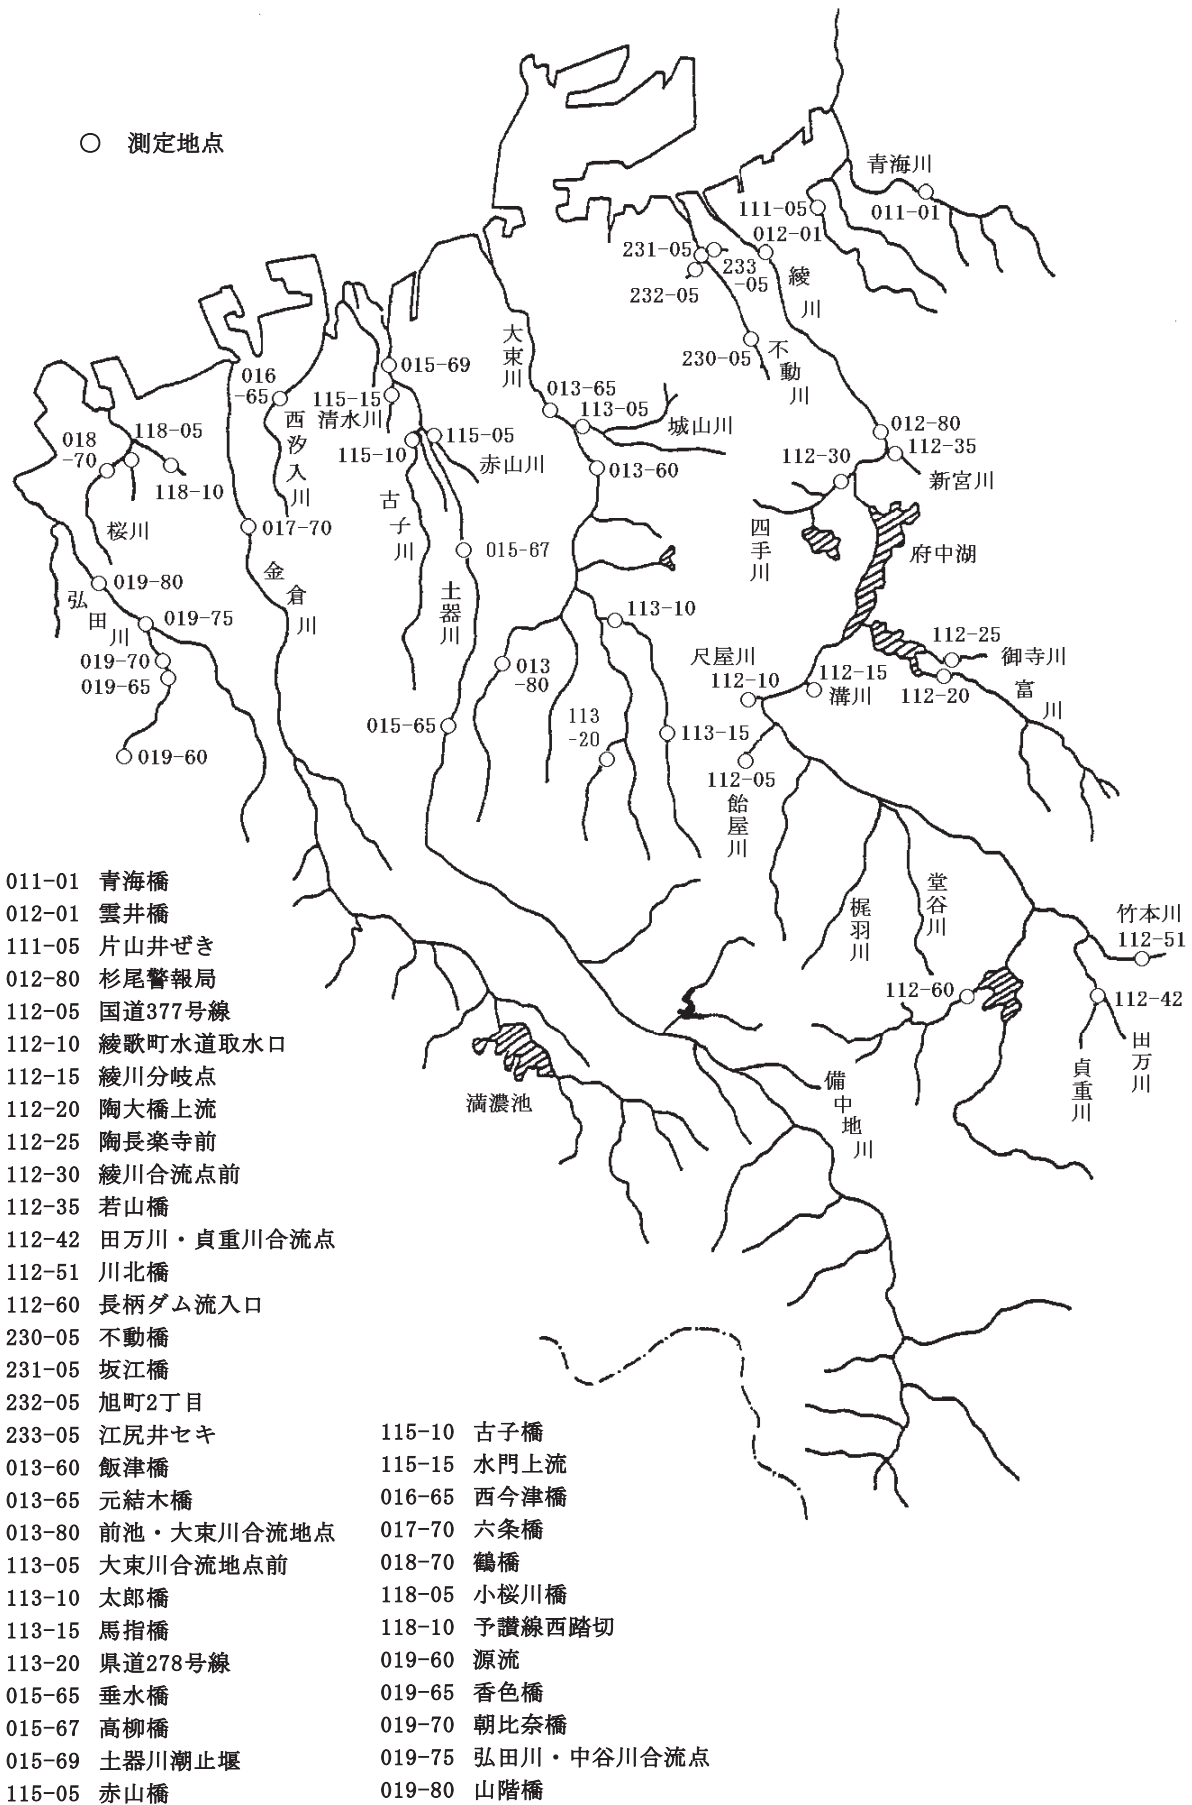 ○ 測定地点
青海川
011-01
111-05
012-01
綾川
231-05
233-05
232-05
230-05
不動川
大束川
013-65
113-05
城山川
013-60
012-80
112-35
新宮川
112-30
四手川
府中湖
016-65
西汐入川
015-69
115-15
清水川
115-05
115-10
赤山川
古子川
015-67
土器川
018-70
118-05
118-10
桜川
017-70
金倉川
019-80
弘田川
019-75
019-70
019-65
019-60
015-65
013-80
113-10
113-20
113-15
尺屋川
112-10
112-15
溝川
112-25
御寺川
112-20
富川
112-05
飴屋川
梶羽川
堂谷川
竹本川
112-51
112-60
112-42
田万川
貞重川
備中地川
満濃池
011-01 青海橋
012-01 雲井橋
111-05 片山井ぜき
012-80 杉尾警報局
112-05 国道377号線
112-10 綾歌町水道取水口
112-15 綾川分岐点
112-20 陶大橋上流
112-25 陶長楽寺前
112-30 綾川合流点前
112-35 若山橋
112-42 田万川・貞重川合流点
112-51 川北橋
112-60 長柄ダム流入口
230-05 不動橋
231-05 坂江橋
232-05 旭町2丁目
233-05 江尻井セキ
013-60 飯津橋
013-65 元結木橋
013-80 前池・大束川合流地点
113-05 大束川合流地点前
113-10 太郎橋
113-15 馬指橋
113-20 県道278号線
015-65 垂水橋
015-67 高柳橋
015-69 土器川潮止堰
115-05 赤山橋
115-10 古子橋
115-15 水門上流
016-65 西今津橋
017-70 六条橋
018-70 鶴橋
118-05 小桜川橋
118-10 予讃線西踏切
019-60 源流
019-65 香色橋
019-70 朝比奈橋
019-75 弘田川・中谷川合流点
019-80 山階橋